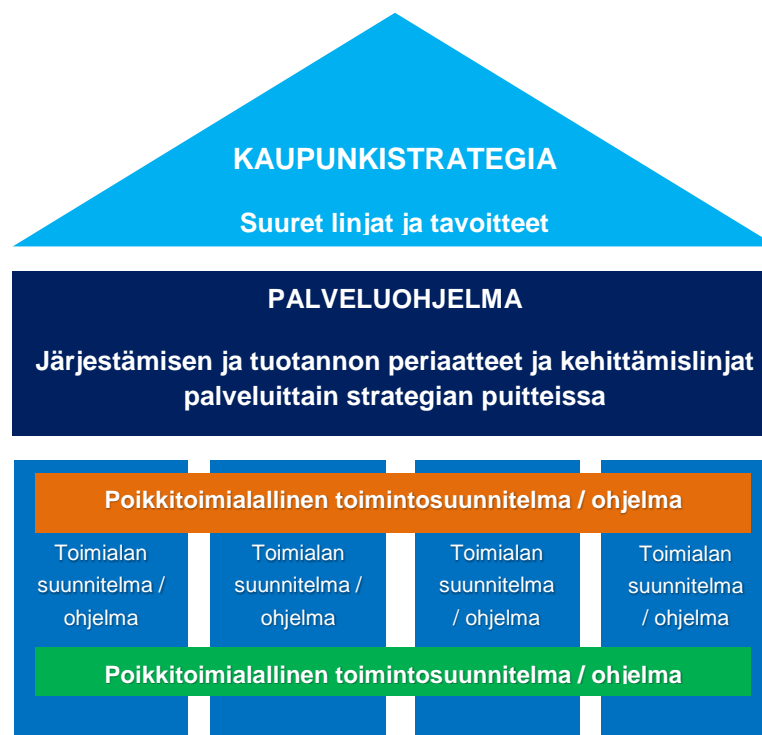 KAUPUNKISTRATEGIA
Suuret linjat ja tavoitteet
PALVELUOHJELMA
Järjestämisen ja tuotannon periaatteet ja kehittämislinjat
palveluittain strategian puitteissa
Poikkitoimialallinen toimintosuunnitelma / ohjelma
Toimialan
suunnitelma /
ohjelma
Toimialan
suunnitelma /
ohjelma
Toimialan
suunnitelma
/ ohjelma
Toimialan
suunnitelma
/ ohjelma
Poikkitoimialallinen toimintosuunnitelma / ohjelma